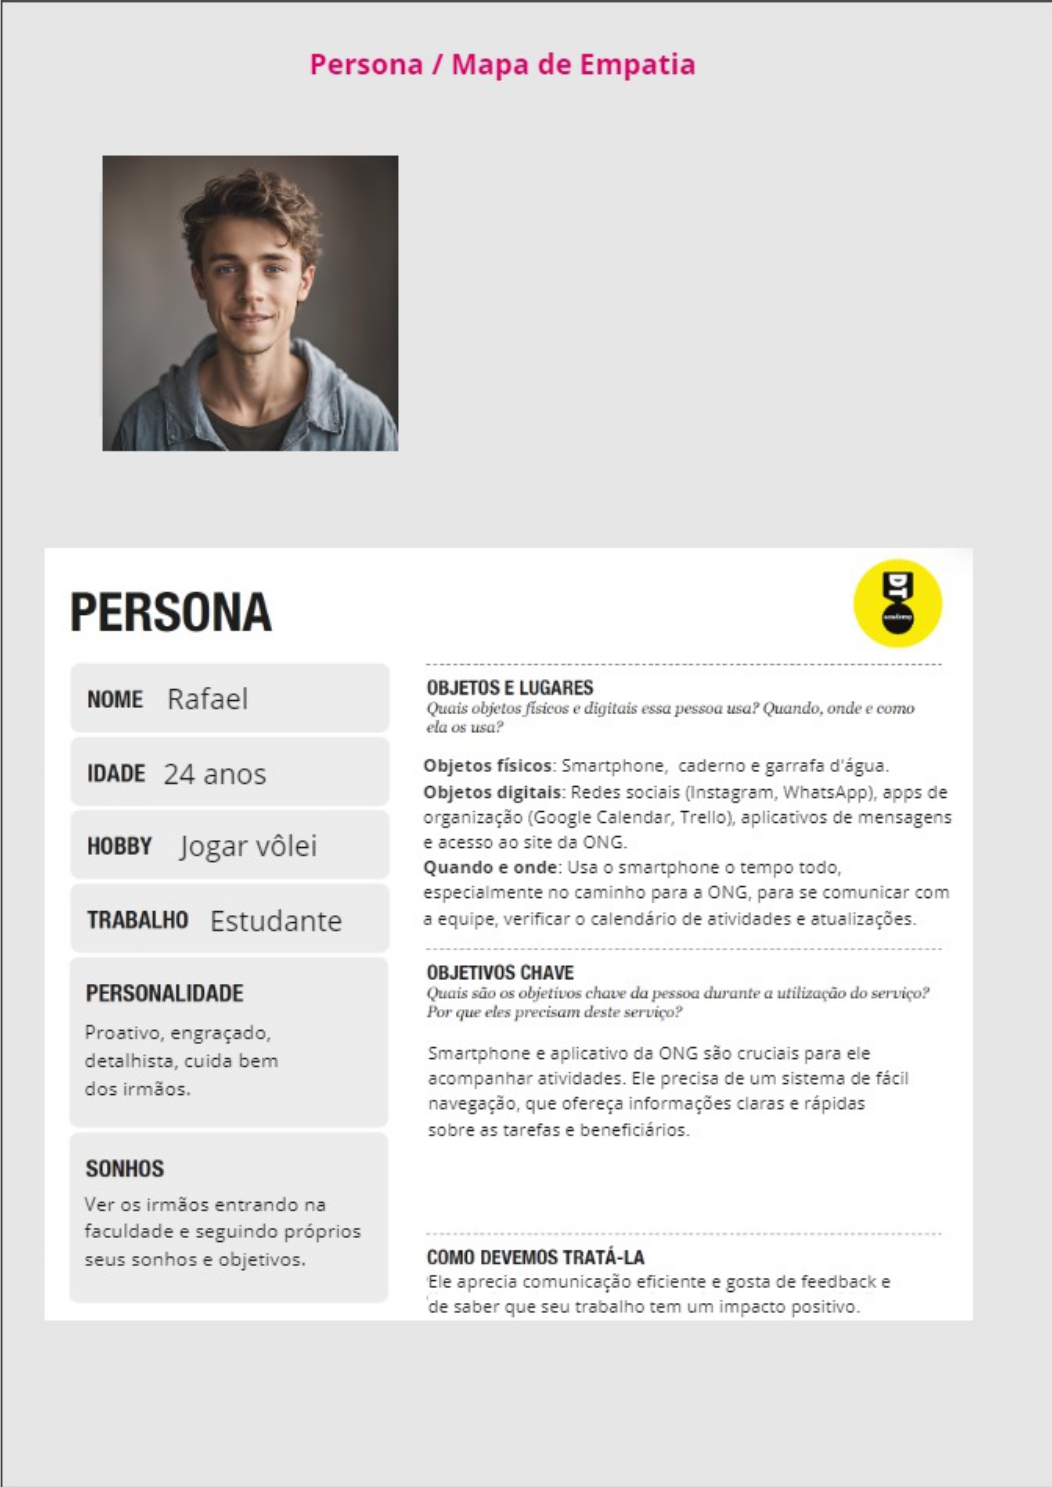 Persona / Mapa de Empatia
PERSONA
DT
academy
NOME Rafael
IDADE 24 anos
HOBBY Jogar vôlei
TRABALHO Estudante
PERSONALIDADE
Proativo, engraçado,
detalhista, cuida bem
dos irmãos.
SONHOS
Ver os irmãos entrando na
faculdade e seguindo próprios
seus sonhos e objetivos.
OBJETOS E LUGARES
Quais objetos físicos e digitais essa pessoa usa? Quando, onde e como
ela os usa?
Objetos físicos: Smartphone, caderno e garrafa d'água.
Objetos digitais: Redes sociais (Instagram, WhatsApp), apps de
organização (Google Calendar, Trello), aplicativos de mensagens
e acesso ao site da ONG.
Quando e onde: Usa o smartphone o tempo todo,
especialmente no caminho para a ONG, para se comunicar com
a equipe, verificar o calendário de atividades e atualizações.
OBJETIVOS CHAVE
Quais são os objetivos chave da pessoa durante a utilização do serviço?
Por que eles precisam deste serviço?
Smartphone e aplicativo da ONG são cruciais para ele
acompanhar atividades. Ele precisa de um sistema de fácil
navegação, que ofereça informações claras e rápidas
sobre as tarefas e beneficiários.
COMO DEVEMOS TRATÁ-LA
Ele aprecia comunicação eficiente e gosta de feedback e
de saber que seu trabalho tem um impacto positivo.